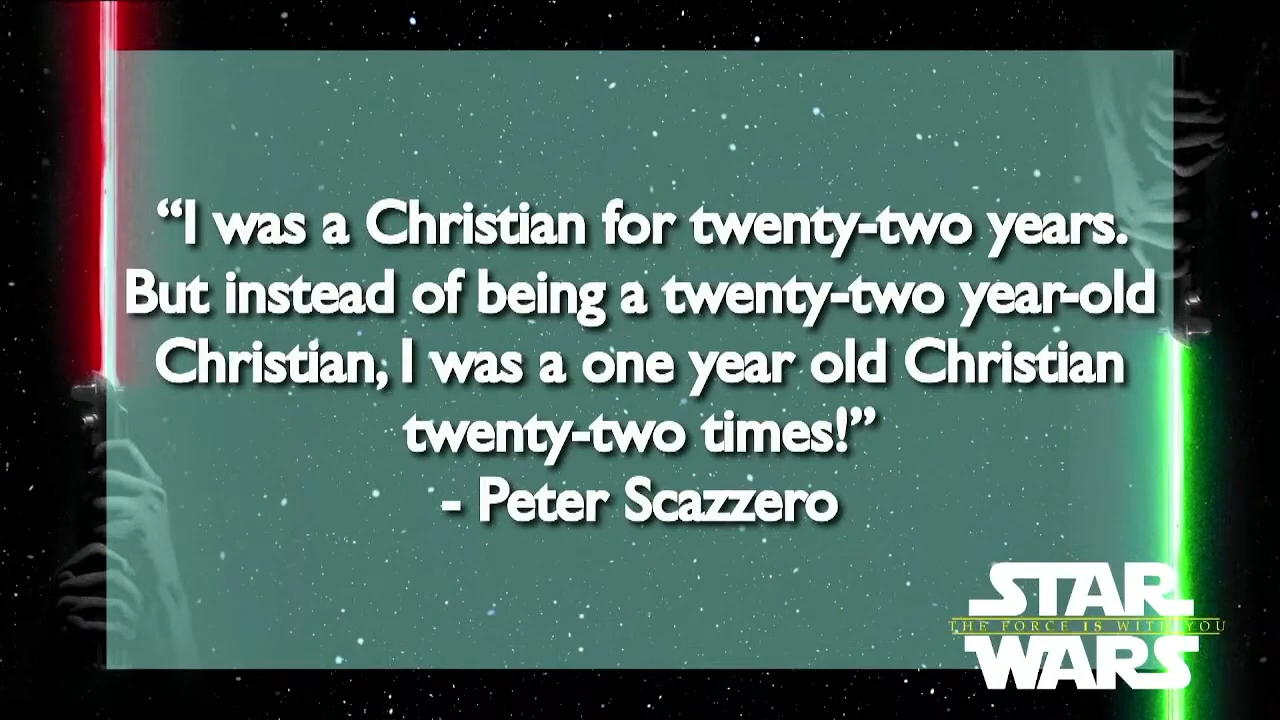 “I was a Christian for twenty-two years.
But instead of being a twenty-two year-old
Christian, I was a one year old Christian
twenty-two times!”
- Peter Scazzero
STAR
THE FORCE IS WITH YOU
WARS